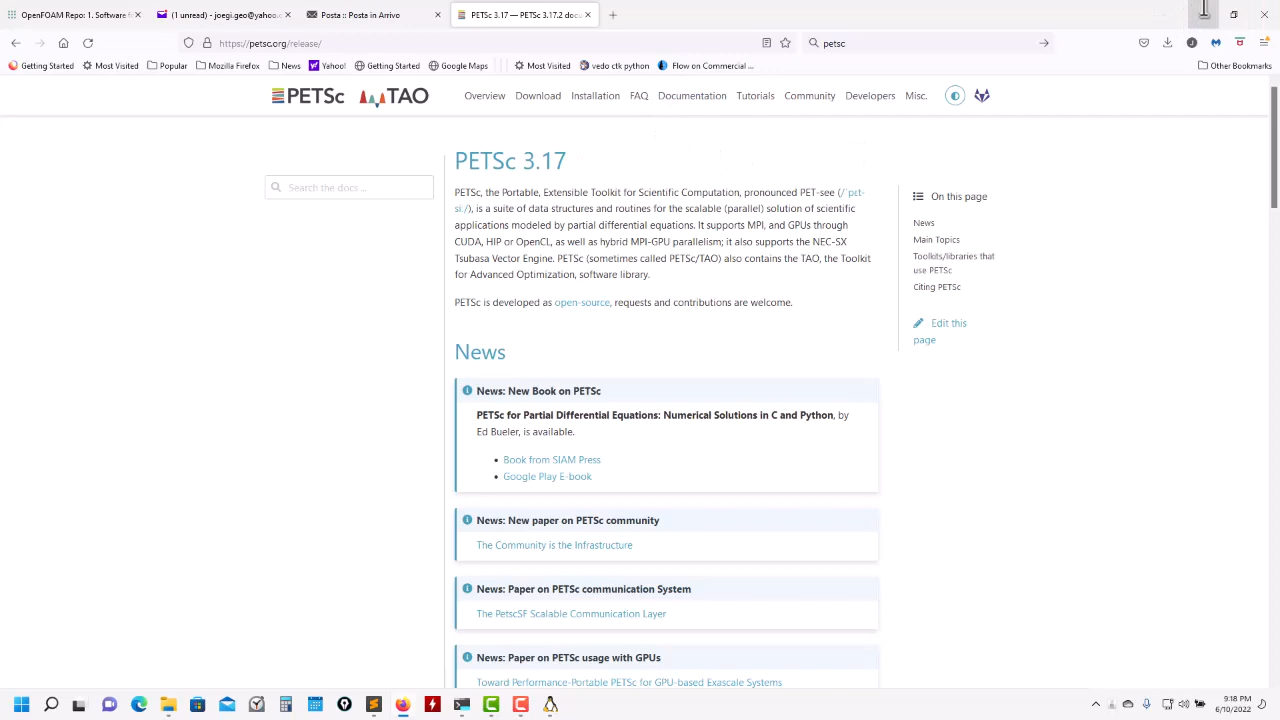 OpenFOAM Repo: 1. Software f
(1 unread)
M2 Roma Posta in Arrivo
PETSc 3.17 — PETSc 3.17.2 docu
https://petsc.org/release/
petsc
Getting Started
Most Visited
Popular
Mozilla Firefox
News
Yahoo!
Getting Started
Google Maps
Most Visited
vedo ctk python
Flow on Commercial ...
Other Bookmarks
PETSc TAO
Overview Download Installation FAQ Documentation Tutorials Community Developers Misc.
Search the docs ...
PETSc 3.17
PETSc, the Portable, Extensible Toolkit for Scientific Computation, pronounced PET-see (/ˈpɛt-
siː/), is a suite of data structures and routines for the scalable (parallel) solution of scientific
applications modeled by partial differential equations. It supports MPI, and GPUs through
CUDA, HIP or OpenCL, as well as hybrid MPI-GPU parallelism; it also supports the NEC-SX
Tsubasa Vector Engine. PETSc (sometimes called PETSc/TAO) also contains the TAO, the Toolkit
for Advanced Optimization, software library.
PETSc is developed as open-source, requests and contributions are welcome.
News
News: New Book on PETSc
PETSc for Partial Differential Equations: Numerical Solutions in C and Python, by
Ed Bueler, is available.
Book from SIAM Press
Google Play E-book
News: New paper on PETSc community
The Community is the Infrastructure
News: Paper on PETSc communication System
The PetscSF Scalable Communication Layer
News: Paper on PETSc usage with GPUs
Toward Performance-Portable PETSc for GPU-based Exascale Systems
On this page
News
Main Topics
Toolkits/libraries that
use PETSc
Citing PETSc
Edit this
page
:18 PM
6/10/2022